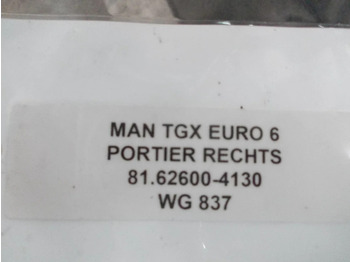 MAN TGX EURO 6
PORTIER RECHTS
81.62600-4130
WG 837